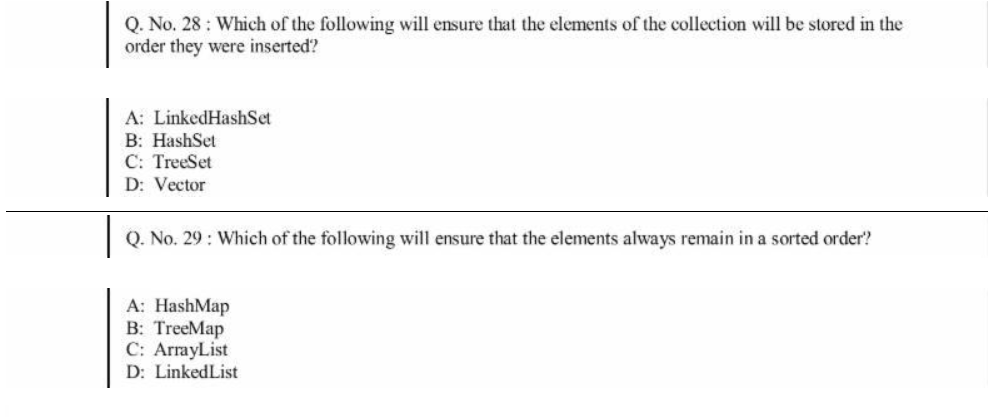 Q. No. 28 : Which of the following will ensure that the elements of the collection will be stored in the
order they were inserted?
A: LinkedHashSet
B: HashSet
C: TreeSet
D: Vector
Q. No. 29 : Which of the following will ensure that the elements always remain in a sorted order?
A: HashMap
B: TreeMap
C: ArrayList
D: LinkedList